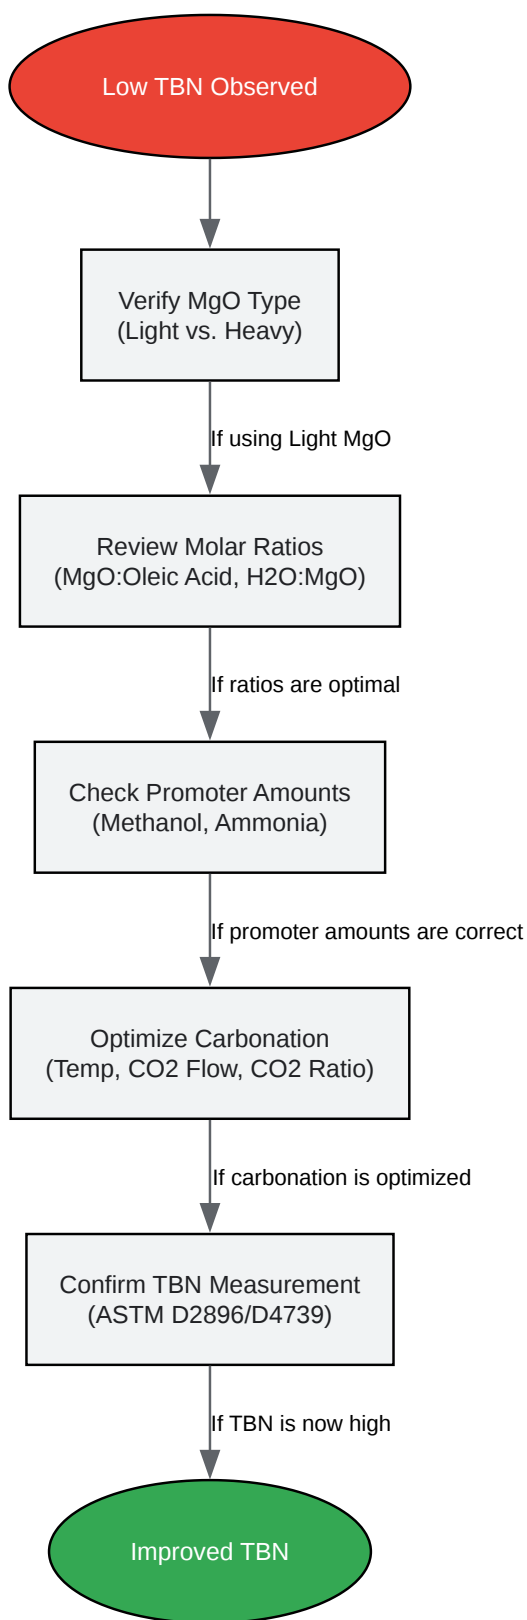 Low TBN Observed
Verify MgO Type
(Light vs. Heavy)
If using Light MgO
Review Molar Ratios
(MgO:Oleic Acid, H2O:MgO)
If ratios are optimal
Check Promoter Amounts
(Methanol, Ammonia)
If promoter amounts are correct
Optimize Carbonation
(Temp, CO2 Flow, CO2 Ratio)
If carbonation is optimized
Confirm TBN Measurement
(ASTM D2896/D4739)
If TBN is now high
Improved TBN